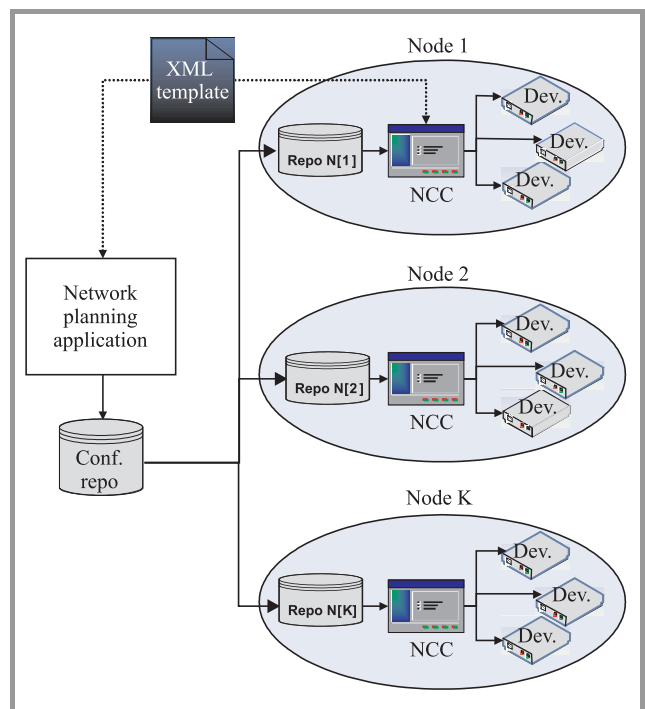 Node 1
XML
template
Dev.
Dev.
Dev.
Repo N[1]
NCC
Network
planning
application
Node 2
Dev.
Dev.
Dev.
Repo N[2]
NCC
Conf.
repo
Node K
Dev.
Dev.
Dev.
Repo N[K]
NCC